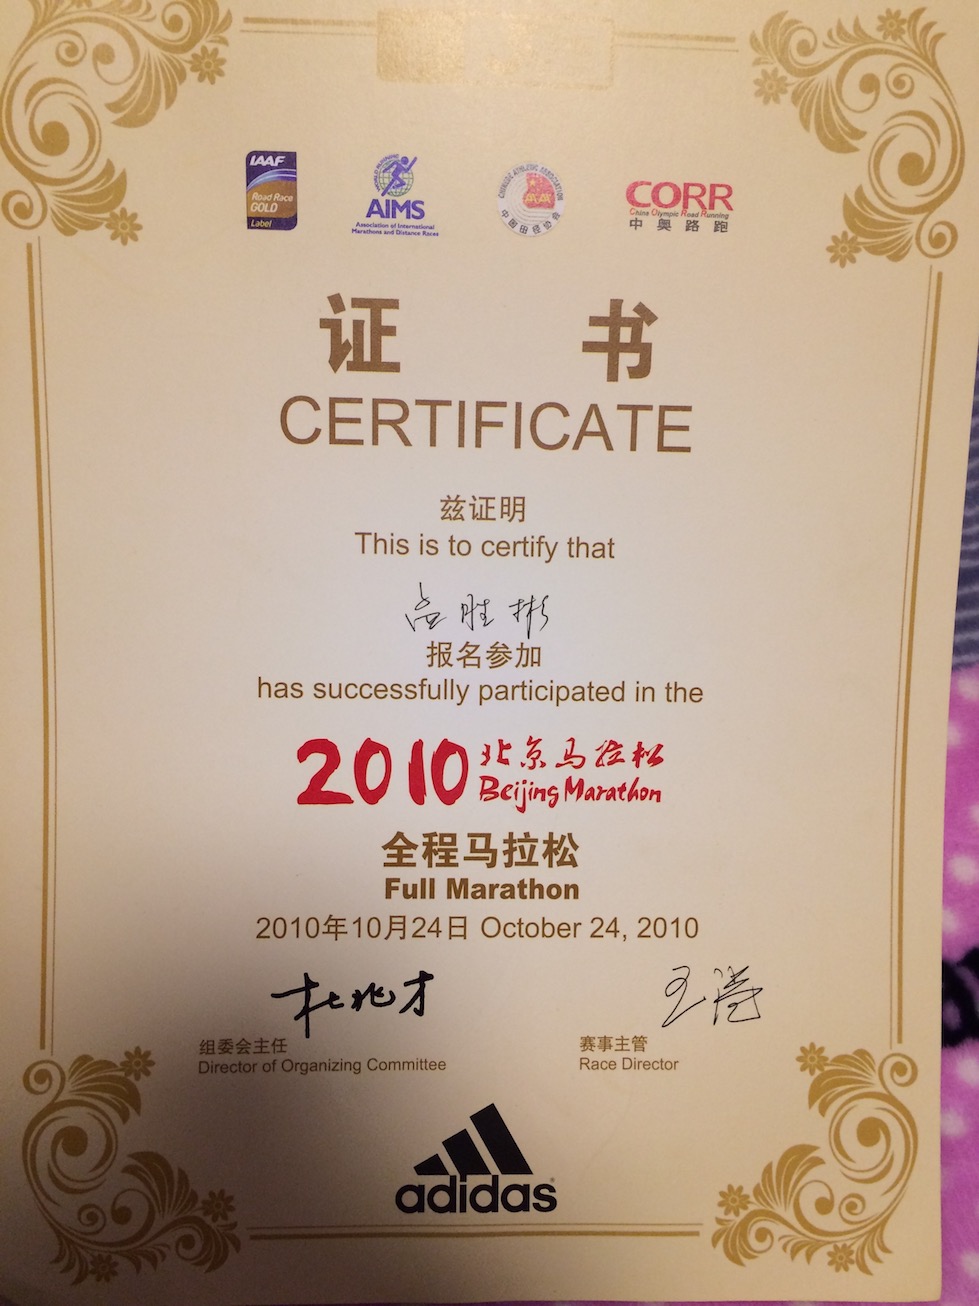 IAAF
Road Race
GOLD
Label
WORLD RUNNING
AIMS
Association of International
Marathons and Distance Races
CHINESE ATHLETIC ASSOCIATION
CAA
中国田径协会
CORR
China Olympic Road Running
中奥路跑
证书
CERTIFICATE
兹证明
This is to certify that
高胜彬
报名参加
has successfully participated in the
2010 北京马拉松
Beijing Marathon
全程马拉松
Full Marathon
2010年10月24日 October 24, 2010
杜兆才 王涛
组委会主任 赛事主管
Director of Organizing Committee Race Director
adidas